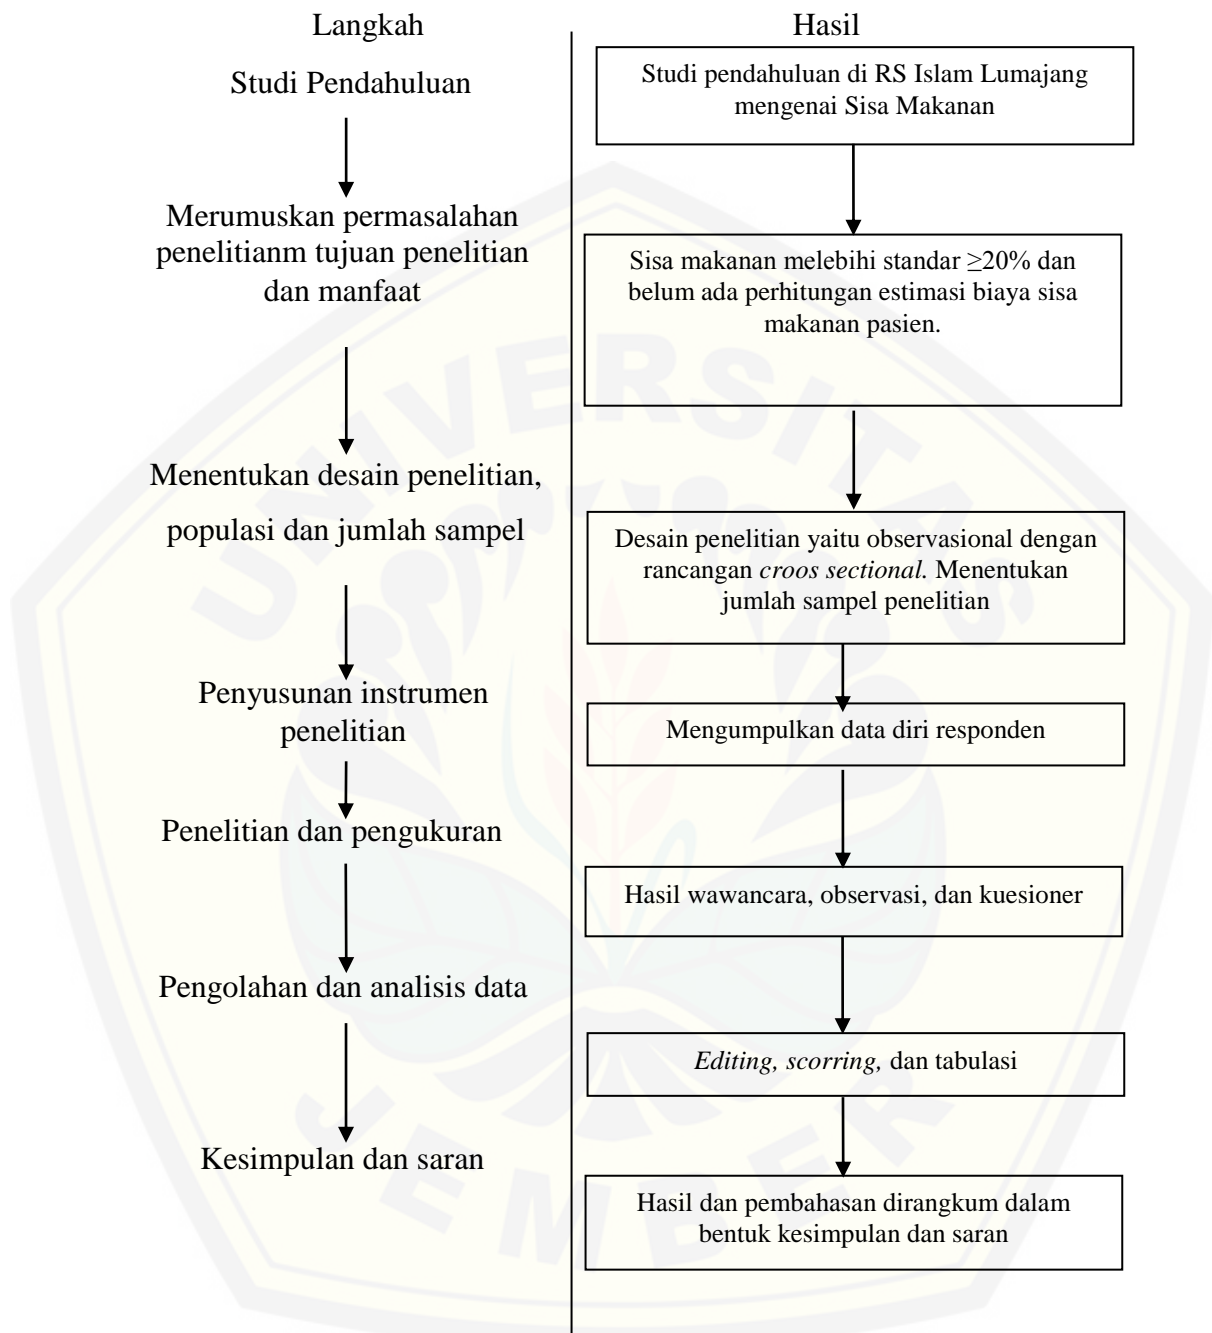 Langkah
Studi Pendahuluan
Merumuskan permasalahan
penelitianm tujuan penelitian
dan manfaat
Menentukan desain penelitian,
populasi dan jumlah sampel
Penyusunan instrumen
penelitian
Penelitian dan pengukuran
Pengolahan dan analisis data
Kesimpulan dan saran
Hasil
Studi pendahuluan di RS Islam Lumajang
mengenai Sisa Makanan
Sisa makanan melebihi standar ≥20% dan
belum ada perhitungan estimasi biaya sisa
makanan pasien.
Desain penelitian yaitu observasional dengan
rancangan croos sectional. Menentukan
jumlah sampel penelitian
Mengumpulkan data diri responden
Hasil wawancara, observasi, dan kuesioner
Editing, scorring, dan tabulasi
Hasil dan pembahasan dirangkum dalam
bentuk kesimpulan dan saran
UNIVERSITAS
JEMBER